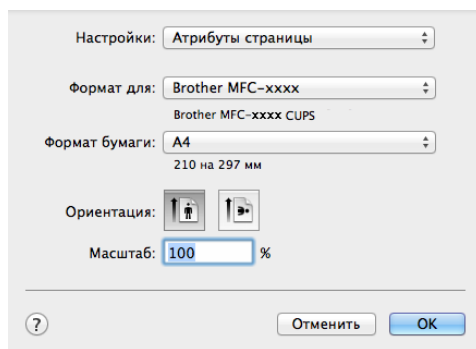 Настройки: Атрибуты страницы
Формат для: Brother MFC-xxxx
Brother MFC-xxxx CUPS
Формат бумаги: A4
210 на 297 мм
Ориентация:
Масштаб: 100 %
? Отменить OK